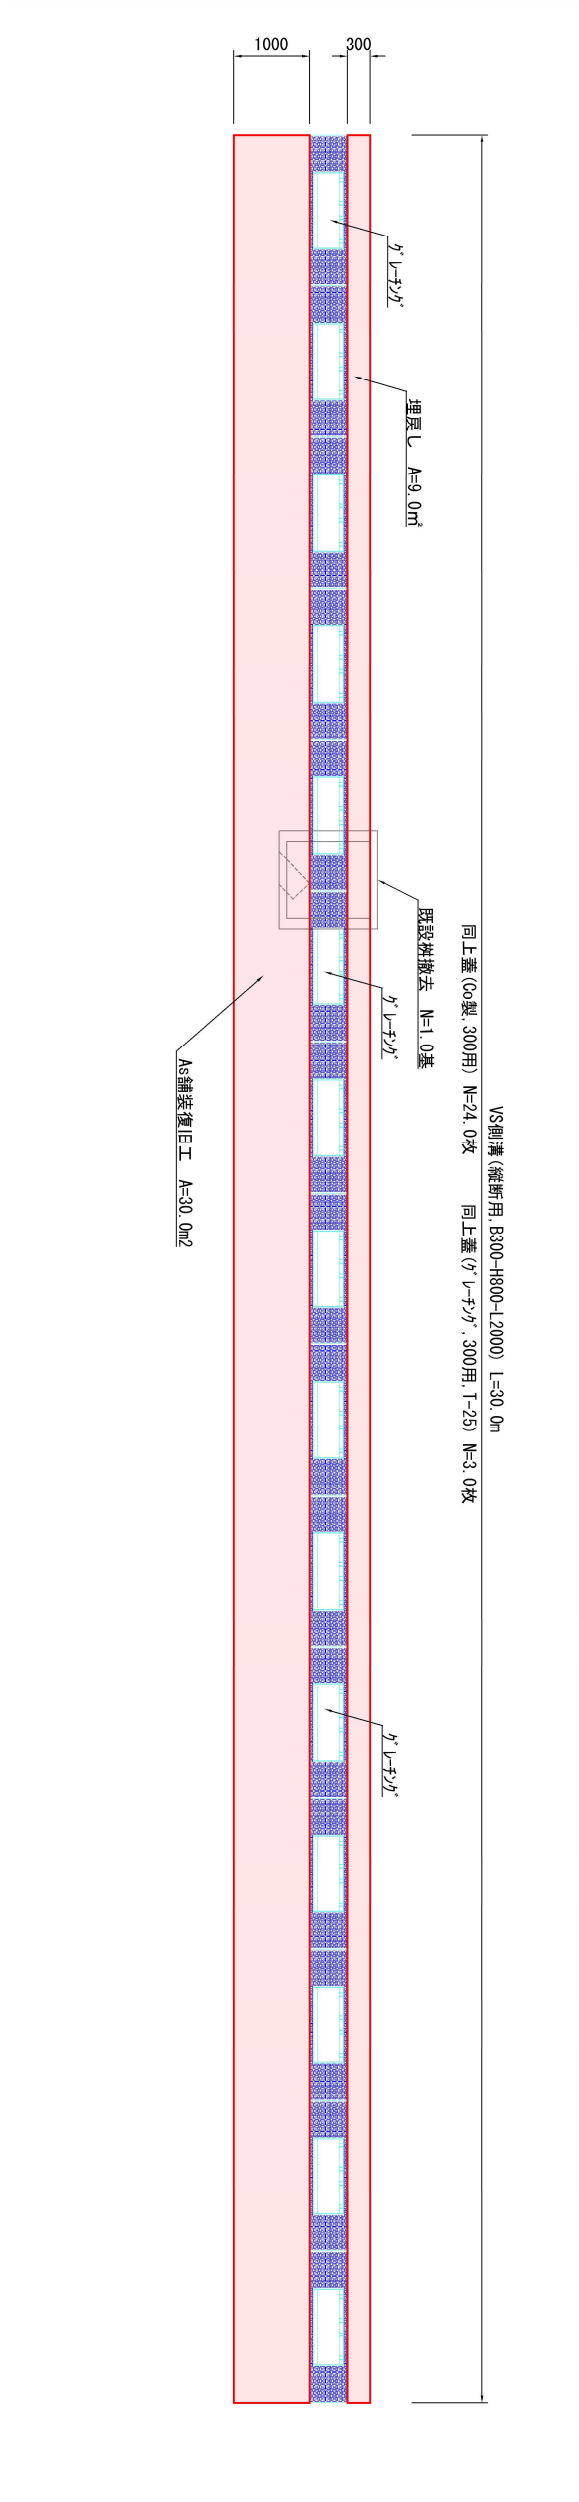 1000
300
ｸﾞﾚｰﾁﾝｸﾞ
埋戻し　A=9.0㎡
既設桝撤去　N=1.0基
ｸﾞﾚｰﾁﾝｸﾞ
As舗装復旧工　A=30.0m2
VS側溝(縦断用,B300-H800-L2000) L=30.0m
同上蓋(Co製,300用) N=24.0枚　　同上蓋(ｸﾞﾚｰﾁﾝｸﾞ,300用,T-25) N=3.0枚
ｸﾞﾚｰﾁﾝｸﾞ